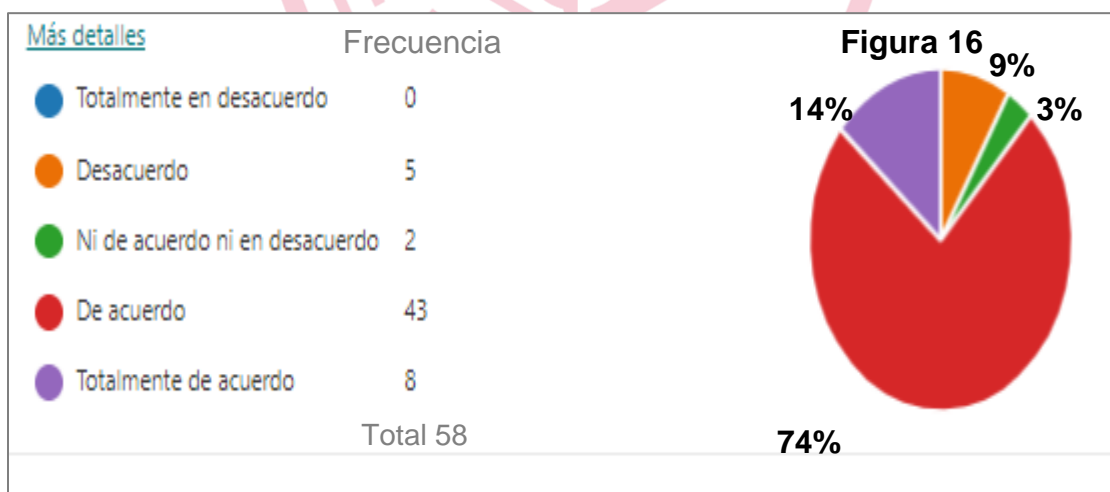 Más detalles
Frecuencia
Totalmente en desacuerdo 0
Desacuerdo 5
Ni de acuerdo ni en desacuerdo 2
De acuerdo 43
Totalmente de acuerdo 8
Total 58
Figura 16
9%
14%
3%
74%